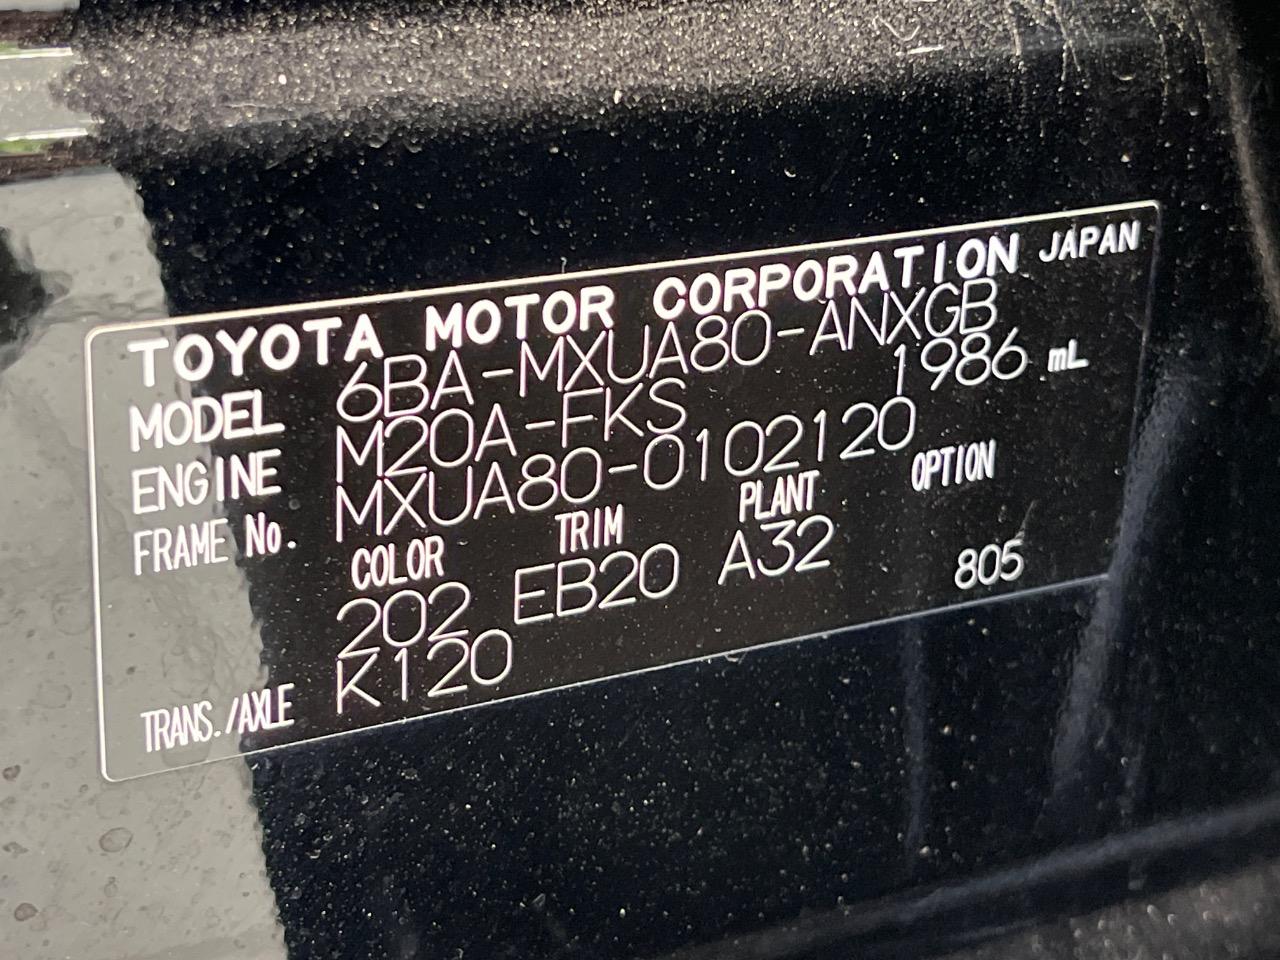 TOYOTA MOTOR CORPORATION JAPAN
MODEL 6BA-MXUA80-ANXGB
ENGINE M20A-FKS 1986 mL
FRAME No. MXUA80-0102120
COLOR TRIM PLANT OPTION
202 EB20 A32 805
TRANS./AXLE K120